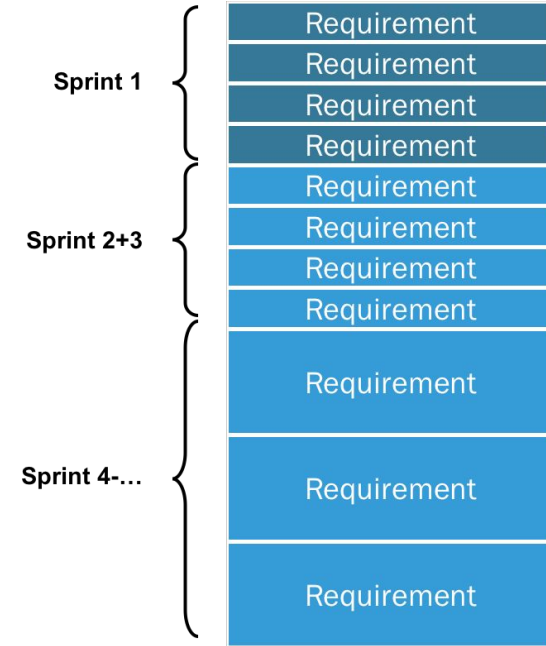 Requirement
Requirement
Sprint 1
Requirement
Requirement
Requirement
Requirement
Sprint 2+3
Requirement
Requirement
Requirement
Sprint 4-...
Requirement
Requirement